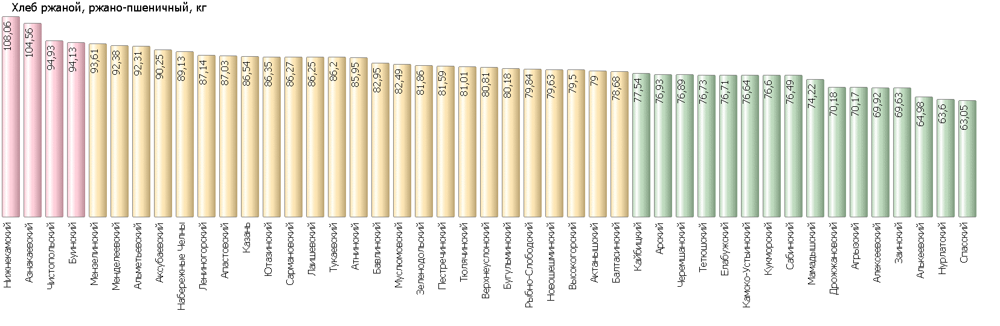 Хлеб ржаной, ржано-пшеничный, кг
108,06
104,56
94,93
94,13
93,61
92,38
92,31
90,25
89,13
87,14
87,03
86,54
86,35
86,27
86,25
86,2
85,95
82,95
82,49
81,86
81,59
81,01
80,81
80,18
79,84
79,63
79,5
79
78,68
77,54
76,93
76,89
76,73
76,71
76,64
76,6
76,49
74,22
70,18
70,17
69,92
69,63
64,98
63,6
63,05
Нижнекамский
Азнакаевский
Чистопольский
Буинский
Мензелинский
Менделеевский
Альметьевский
Аксубаевский
Набережные Челны
Лениногорский
Апастовский
Казань
Ютазинский
Сармановский
Лаишевский
Тукаевский
Атнинский
Бавлинский
Муслюмовский
Зеленодольский
Пестречинский
Тюлячинский
Верхнеуслонский
Бугульминский
Рыбно-Слободский
Новошешминский
Высокогорский
Актанышский
Балтасинский
Кайбицкий
Арский
Черемшанский
Тетюшский
Елабужский
Камско-Устьинский
Кукморский
Сабинский
Мамадышский
Дрожжановский
Агрызский
Алексеевский
Заинский
Алькеевский
Нурлатский
Спасский